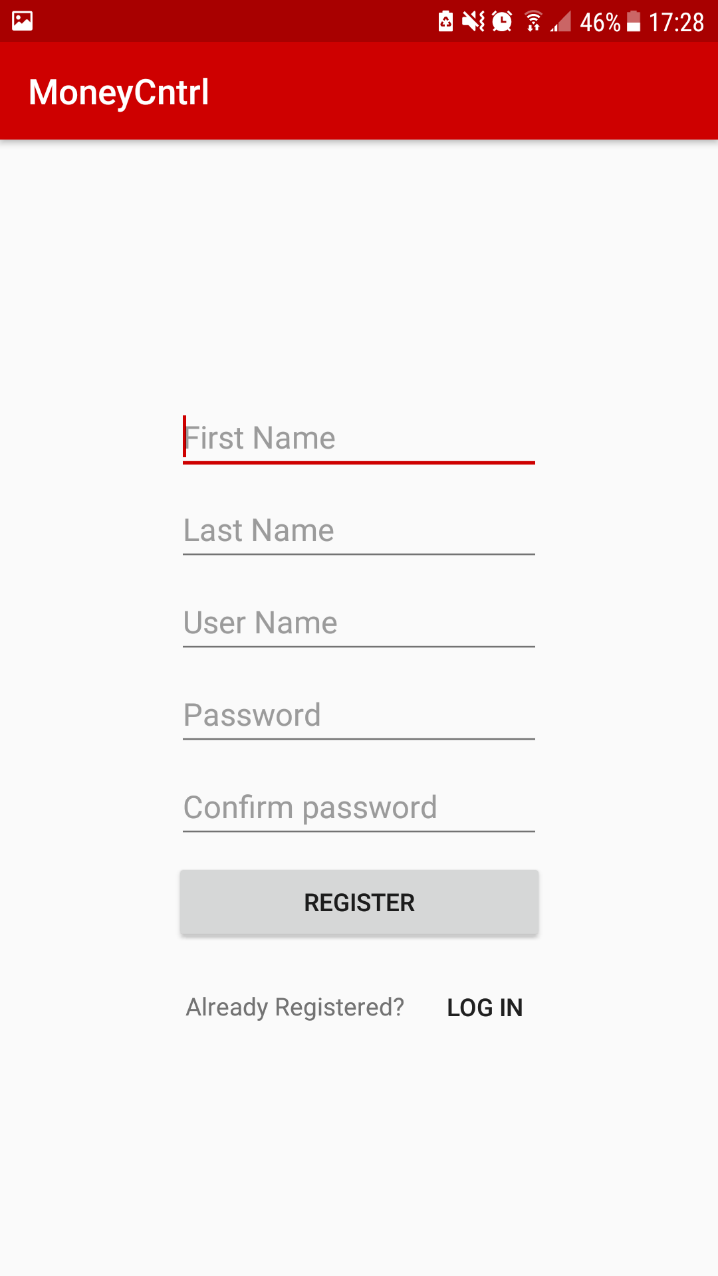 46% 17:28
MoneyCntrl
First Name
Last Name
User Name
Password
Confirm password
REGISTER
Already Registered? LOG IN